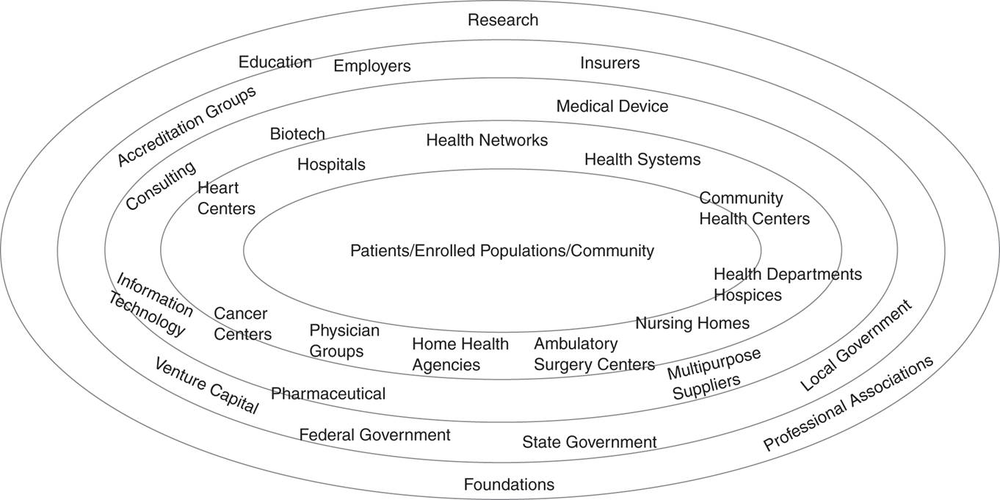 Research
Education
Employers
Insurers
Accreditation Groups
Medical Device
Biotech
Health Networks
Hospitals
Health Systems
Consulting
Heart
Centers
Community
Health Centers
Patients/Enrolled Populations/Community
Health Departments
Hospices
Information
Technology
Cancer
Centers
Physician
Groups
Home Health
Agencies
Ambulatory
Surgery Centers
Nursing Homes
Multipurpose
Suppliers
Local Government
Venture Capital
Pharmaceutical
Professional Associations
Federal Government
State Government
Foundations